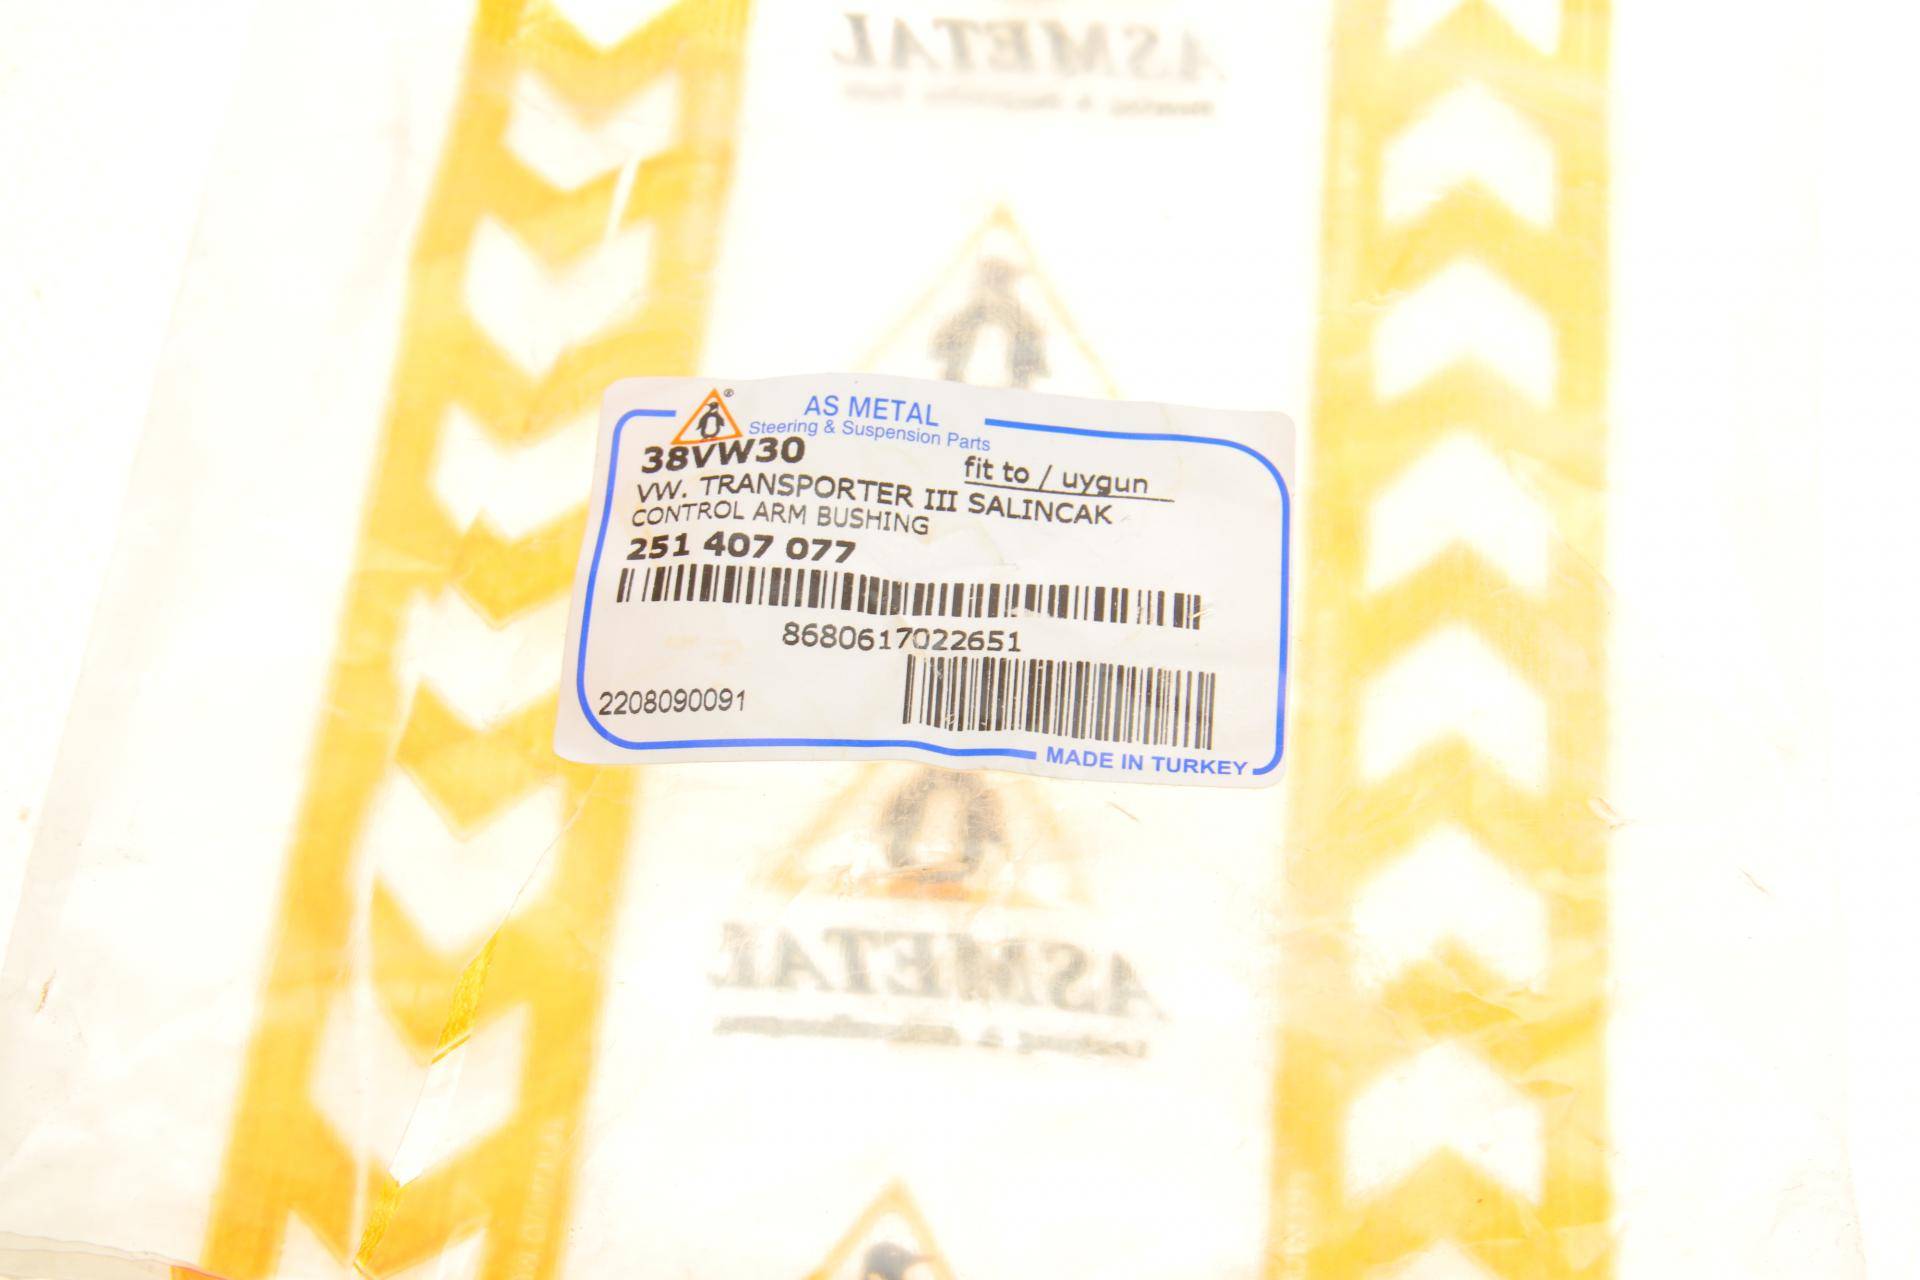 ASMETAL
AS METAL
Steering & Suspension Parts
®
38VW30
fit to / uygun
VW. TRANSPORTER III SALINCAK
CONTROL ARM BUSHING
251 407 077
8680617022651
2208090091
MADE IN TURKEY
ASMETAL